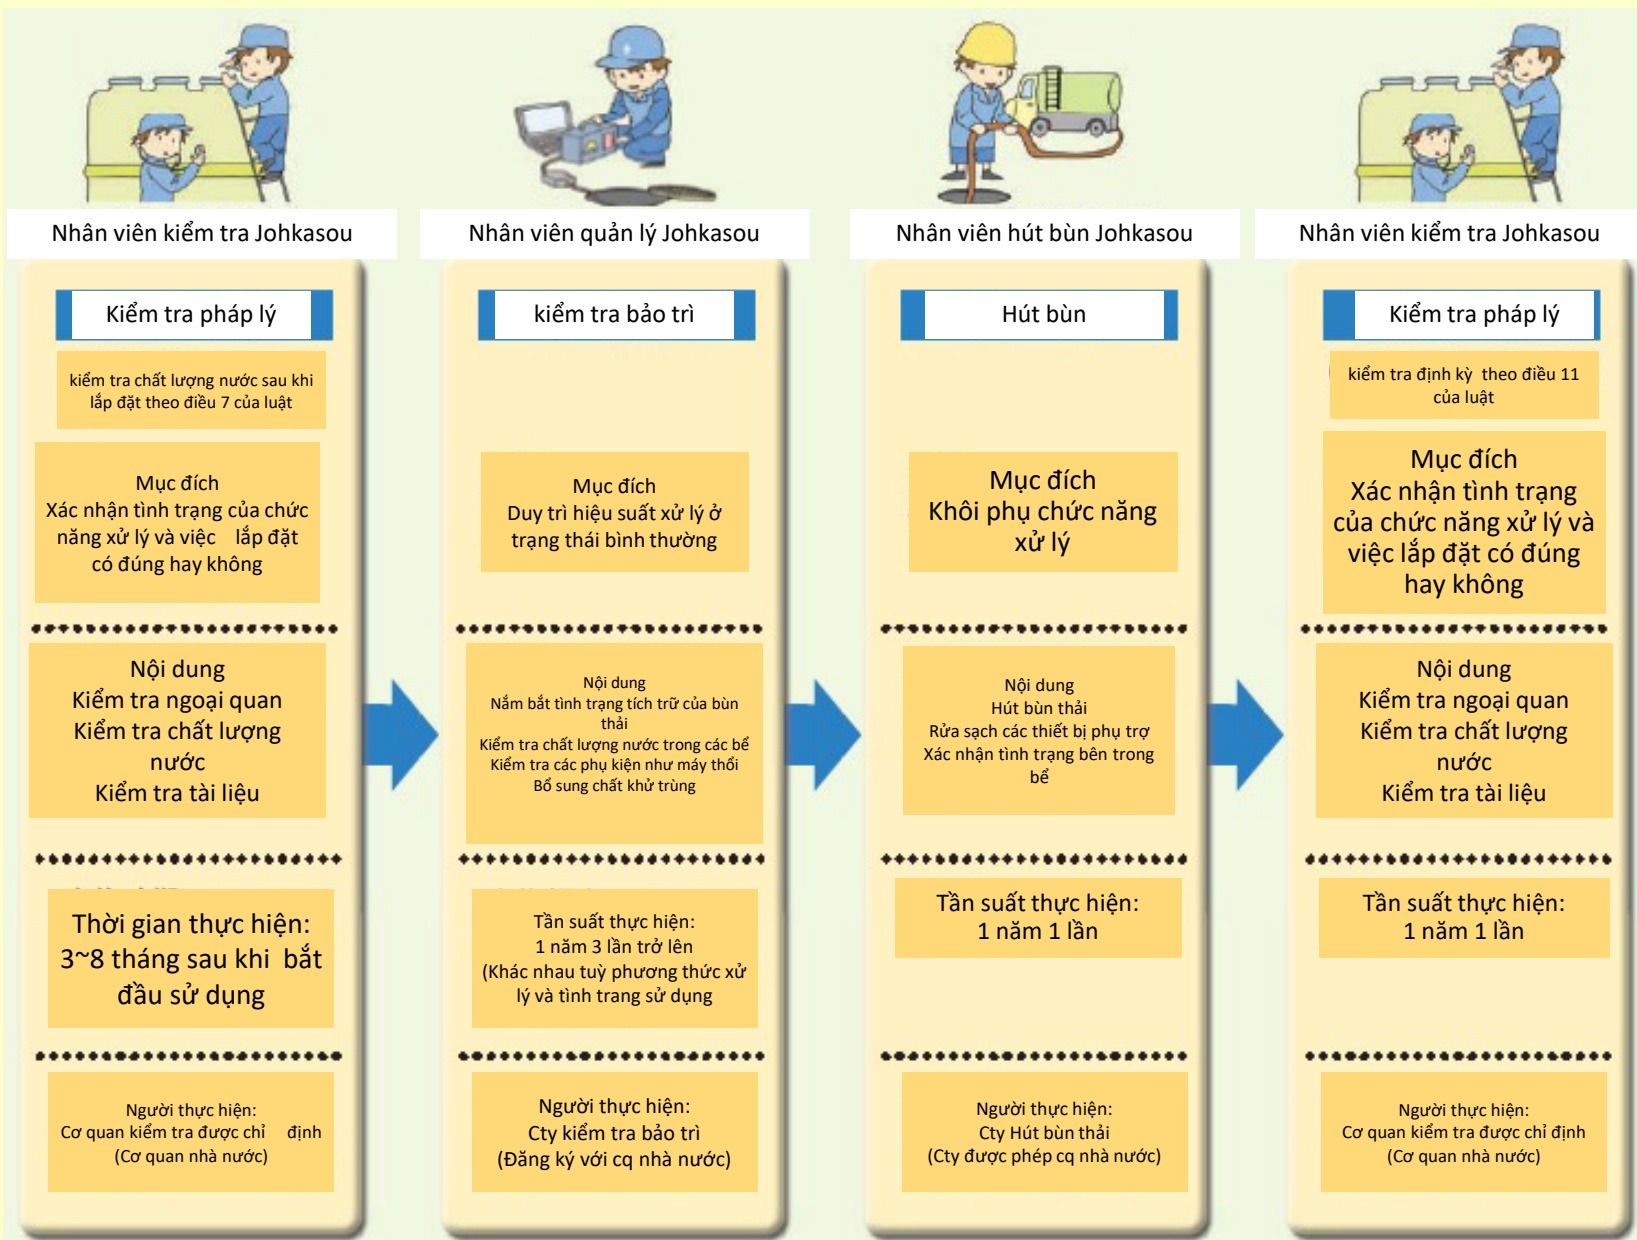 Nhân viên kiểm tra Johkasou
Kiểm tra pháp lý
kiểm tra chất lượng nước sau khi
lắp đặt theo điều 7 của luật
Mục đích
Xác nhận tình trạng của chức
năng xử lý và việc lắp đặt
có đúng hay không
Nội dung
Kiểm tra ngoại quan
Kiểm tra chất lượng
nước
Kiểm tra tài liệu
Thời gian thực hiện:
3~8 tháng sau khi bắt
đầu sử dụng
Người thực hiện:
Cơ quan kiểm tra được chỉ định
(Cơ quan nhà nước)
Nhân viên quản lý Johkasou
kiểm tra bảo trì
Mục đích
Duy trì hiệu suất xử lý ở
trạng thái bình thường
Nội dung
Nắm bắt tình trạng tích trữ của bùn
thải
Kiểm tra chất lượng nước trong các bể
Kiểm tra các phụ kiện như máy thổi
Bổ sung chất khử trùng
Tần suất thực hiện:
1 năm 3 lần trở lên
(Khác nhau tuỳ phương thức xử
lý và tình trang sử dụng
Người thực hiện:
Cty kiểm tra bảo trì
(Đăng ký với cq nhà nước)
Nhân viên hút bùn Johkasou
Hút bùn
Mục đích
Khôi phụ chức năng
xử lý
Nội dung
Hút bùn thải
Rửa sạch các thiết bị phụ trợ
Xác nhận tình trạng bên trong
bể
Tần suất thực hiện:
1 năm 1 lần
Người thực hiện:
Cty Hút bùn thải
(Cty được phép cq nhà nước)
Nhân viên kiểm tra Johkasou
Kiểm tra pháp lý
kiểm tra định kỳ theo điều 11
của luật
Mục đích
Xác nhận tình trạng
của chức năng xử lý và
việc lắp đặt có đúng
hay không
Nội dung
Kiểm tra ngoại quan
Kiểm tra chất lượng
nước
Kiểm tra tài liệu
Tần suất thực hiện:
1 năm 1 lần
Người thực hiện:
Cơ quan kiểm tra được chỉ định
(Cơ quan nhà nước)